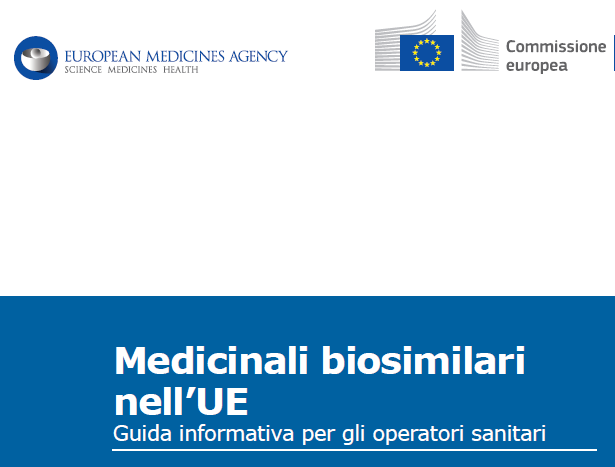 EUROPEAN MEDICINES AGENCY
SCIENCE MEDICINES HEALTH
Commissione
europea
Medicinali biosimilari
nell’UE
Guida informativa per gli operatori sanitari